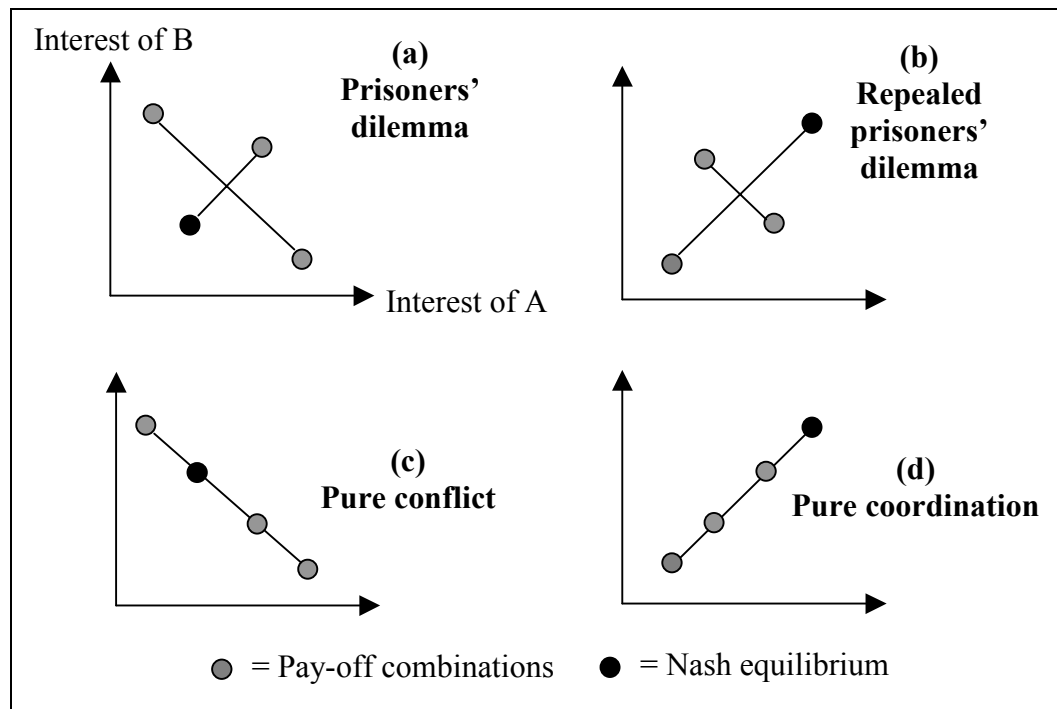 Interest of B
(a)
Prisoners’
dilemma
Interest of A
(b)
Repealed
prisoners’
dilemma
(c)
Pure conflict
(d)
Pure coordination
= Pay-off combinations
= Nash equilibrium